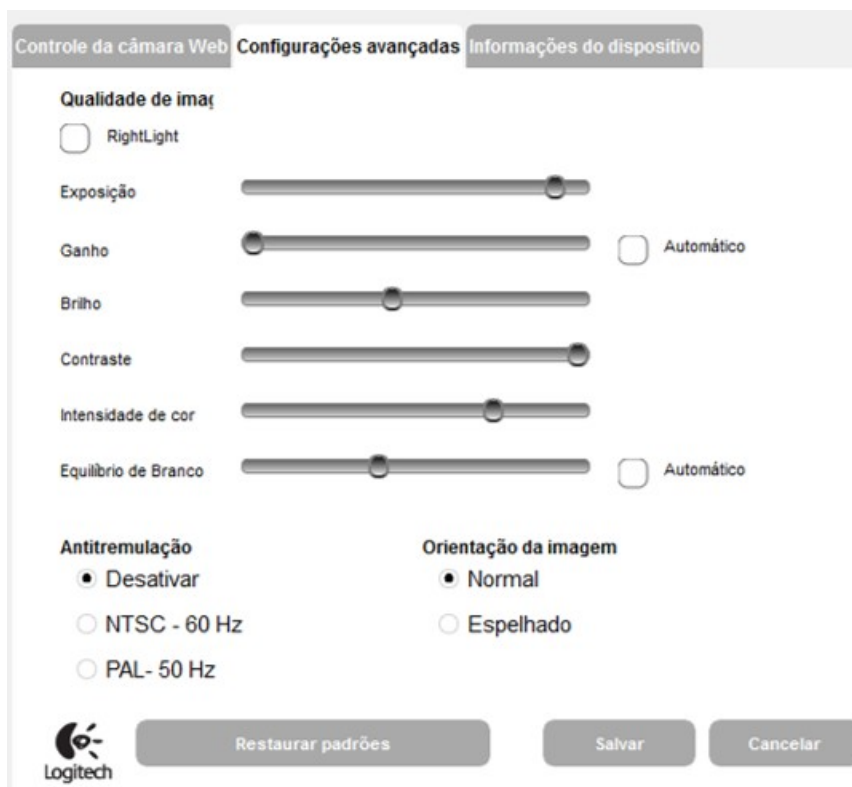 Controle da câmara Web Configurações avançadas Informações do dispositivo
Qualidade de imag
RightLight
Exposição
Ganho Automático
Brilho
Contraste
Intensidade de cor
Equilíbrio de Branco Automático
Antitremulação Orientação da imagem
Desativar Normal
NTSC - 60 Hz Espelhado
PAL- 50 Hz
Logitech Restaurar padrões Salvar Cancelar